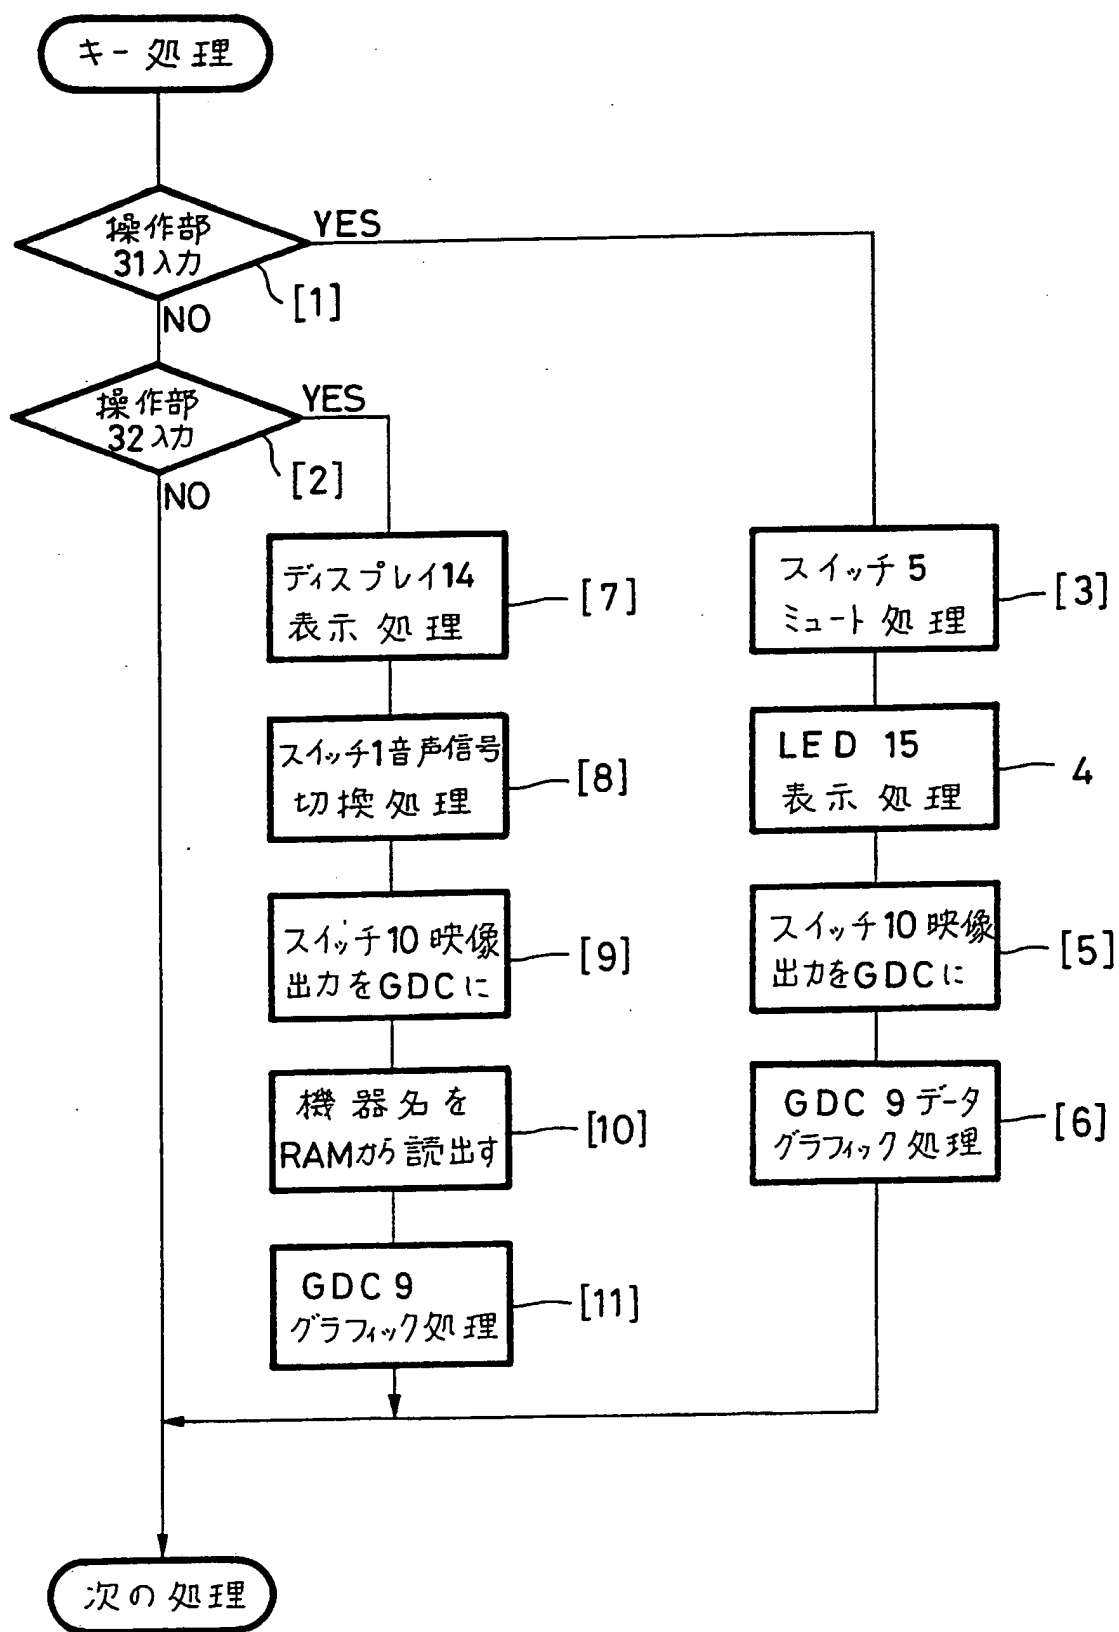 キー処理
操作部
31入力
YES
[1]
NO
操作部
32入力
YES
[2]
NO
ディスプレイ14
表示処理
[7]
スイッチ1音声信号
切換処理
[8]
スイッチ10映像
出力をGDCに
[9]
機器名を
RAMから読出す
[10]
GDC9
グラフィック処理
[11]
スイッチ5
ミュート処理
[3]
LED 15
表示処理
4
スイッチ10映像
出力をGDCに
[5]
GDC 9データ
グラフィック処理
[6]
次の処理